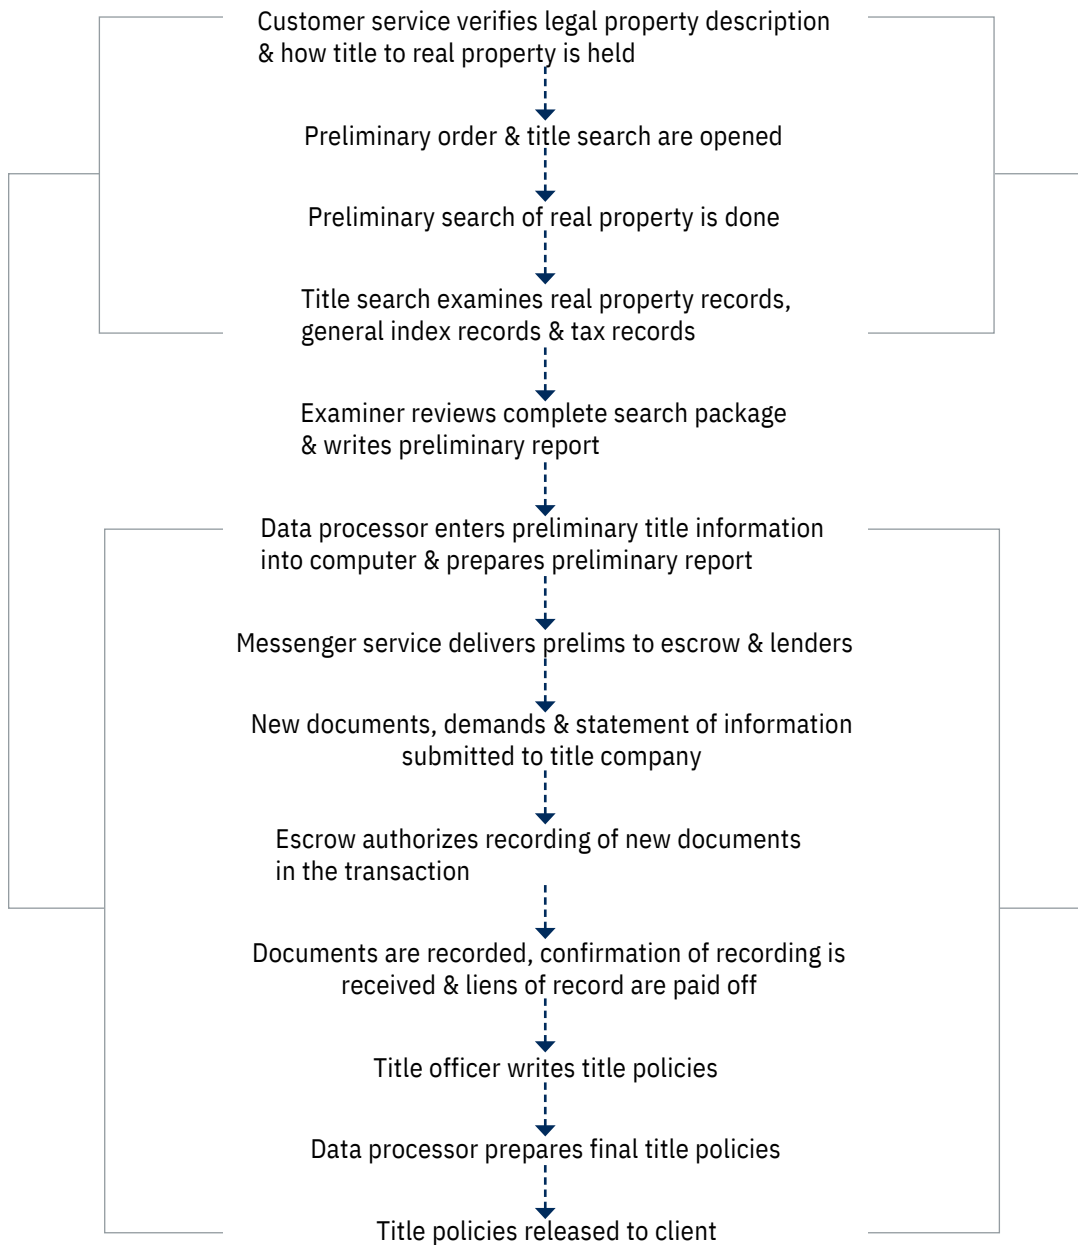 Customer service verifies legal property description
& how title to real property is held
Preliminary order & title search are opened
Preliminary search of real property is done
Title search examines real property records,
general index records & tax records
Examiner reviews complete search package
& writes preliminary report
Data processor enters preliminary title information
into computer & prepares preliminary report
Messenger service delivers prelims to escrow & lenders
New documents, demands & statement of information
submitted to title company
Escrow authorizes recording of new documents
in the transaction
Documents are recorded, confirmation of recording is
received & liens of record are paid off
Title officer writes title policies
Data processor prepares final title policies
Title policies released to client